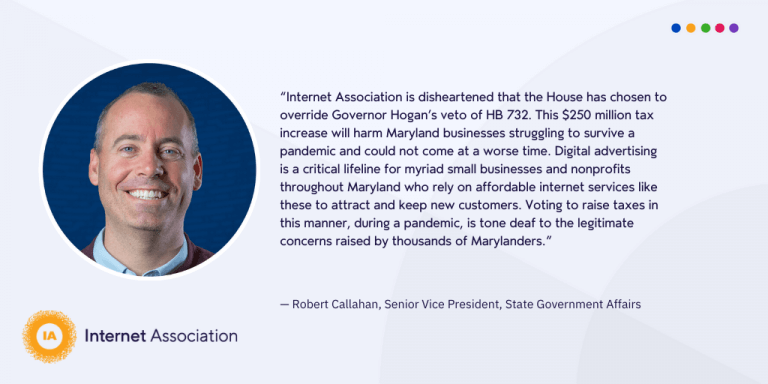 “Internet Association is disheartened that the House has chosen to
override Governor Hogan’s veto of HB 732. This $250 million tax
increase will harm Maryland businesses struggling to survive a
pandemic and could not come at a worse time. Digital advertising
is a critical lifeline for myriad small businesses and nonprofits
throughout Maryland who rely on affordable internet services like
these to attract and keep new customers. Voting to raise taxes in
this manner, during a pandemic, is tone deaf to the legitimate
concerns raised by thousands of Marylanders.”
— Robert Callahan, Senior Vice President, State Government Affairs
IA Internet Association